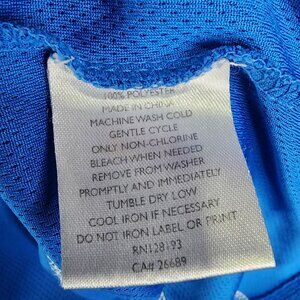 100% POLYESTER
MADE IN CHINA
MACHINE WASH COLD
GENTLE CYCLE
ONLY NON-CHLORINE
BLEACH WHEN NEEDED
REMOVE FROM WASHER
PROMPTLY AND IMMEDIATELY
TUMBLE DRY LOW
COOL IRON IF NECESSARY
DO NOT IRON LABEL OR PRINT
RN128193
CA# 26689